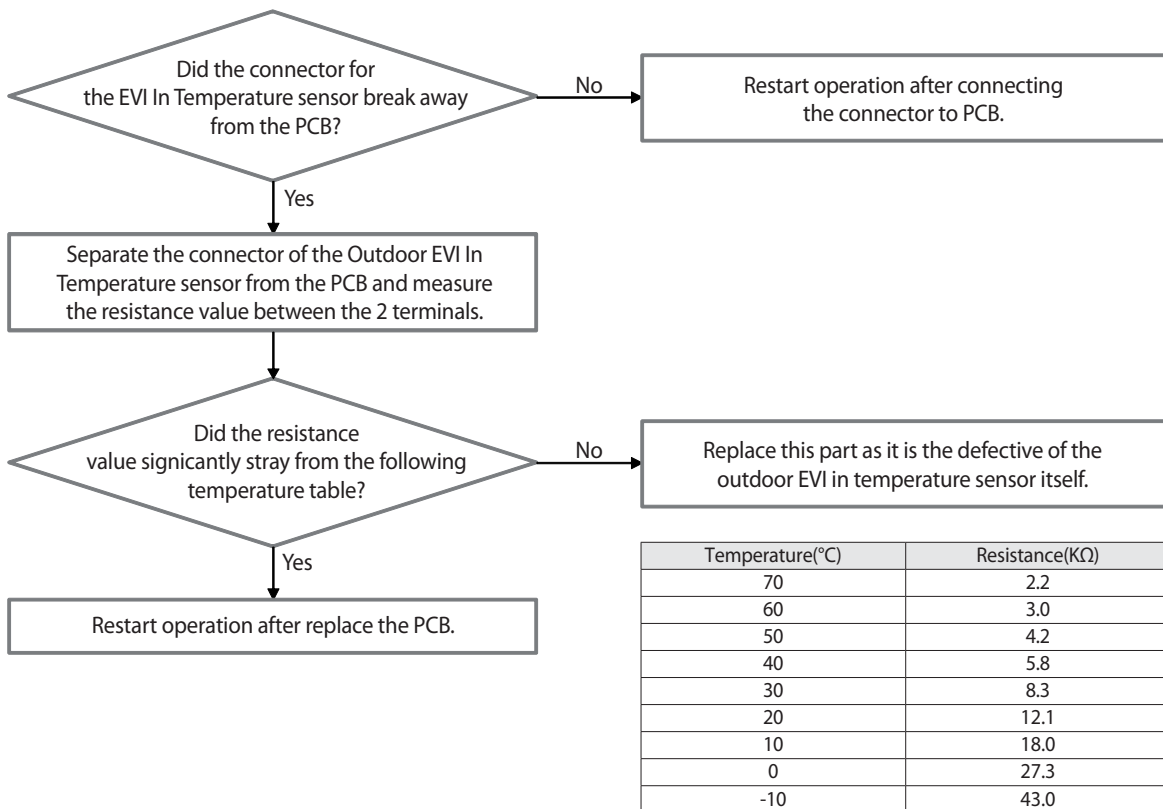 Did the connector for
the EVI In Temperature sensor break away
from the PCB?
No
Restart operation after connecting
the connector to PCB.
Yes
Separate the connector of the Outdoor EVI In
Temperature sensor from the PCB and measure
the resistance value between the 2 terminals.
Did the resistance
value signicantly stray from the following
temperature table?
No
Replace this part as it is the defective of the
outdoor EVI in temperature sensor itself.
Yes
Restart operation after replace the PCB.
Temperature(°C) Resistance(KΩ)
70 2.2
60 3.0
50 4.2
40 5.8
30 8.3
20 12.1
10 18.0
0 27.3
-10 43.0